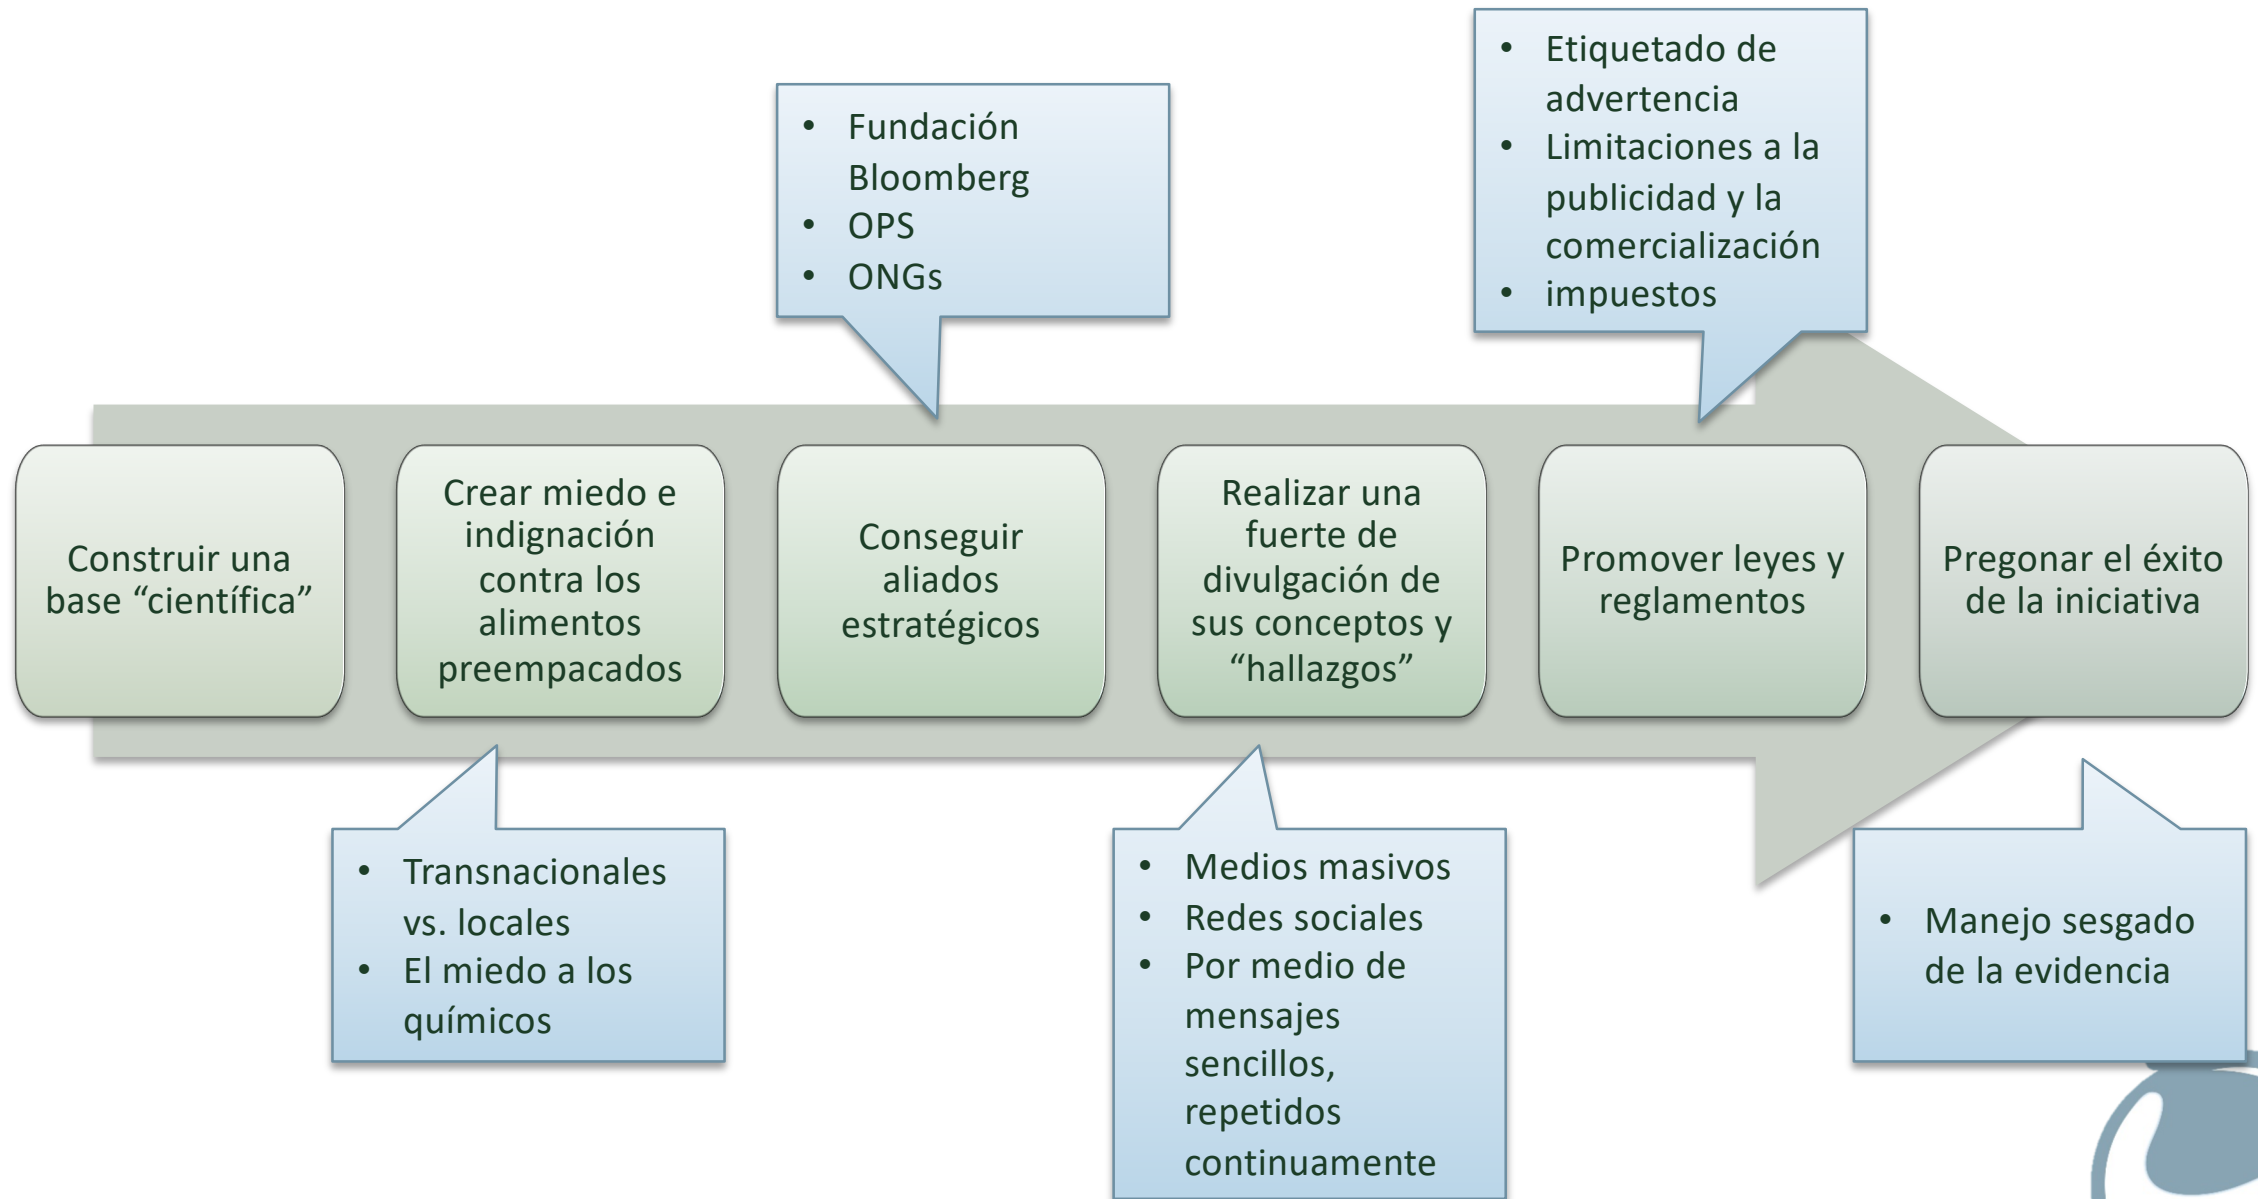 • Fundación
Bloomberg
• OPS
• ONGs
• Etiquetado de
advertencia
• Limitaciones a la
publicidad y la
comercialización
• impuestos
Construir una
base “científica”
Crear miedo e
indignación
contra los
alimentos
preempacados
Conseguir
aliados
estratégicos
Realizar una
fuerte de
divulgación de
sus conceptos y
“hallazgos”
Promover leyes y
reglamentos
Pregonar el éxito
de la iniciativa
• Transnacionales
vs. locales
• El miedo a los
químicos
• Medios masivos
• Redes sociales
• Por medio de
mensajes
sencillos,
repetidos
continuamente
• Manejo sesgado
de la evidencia